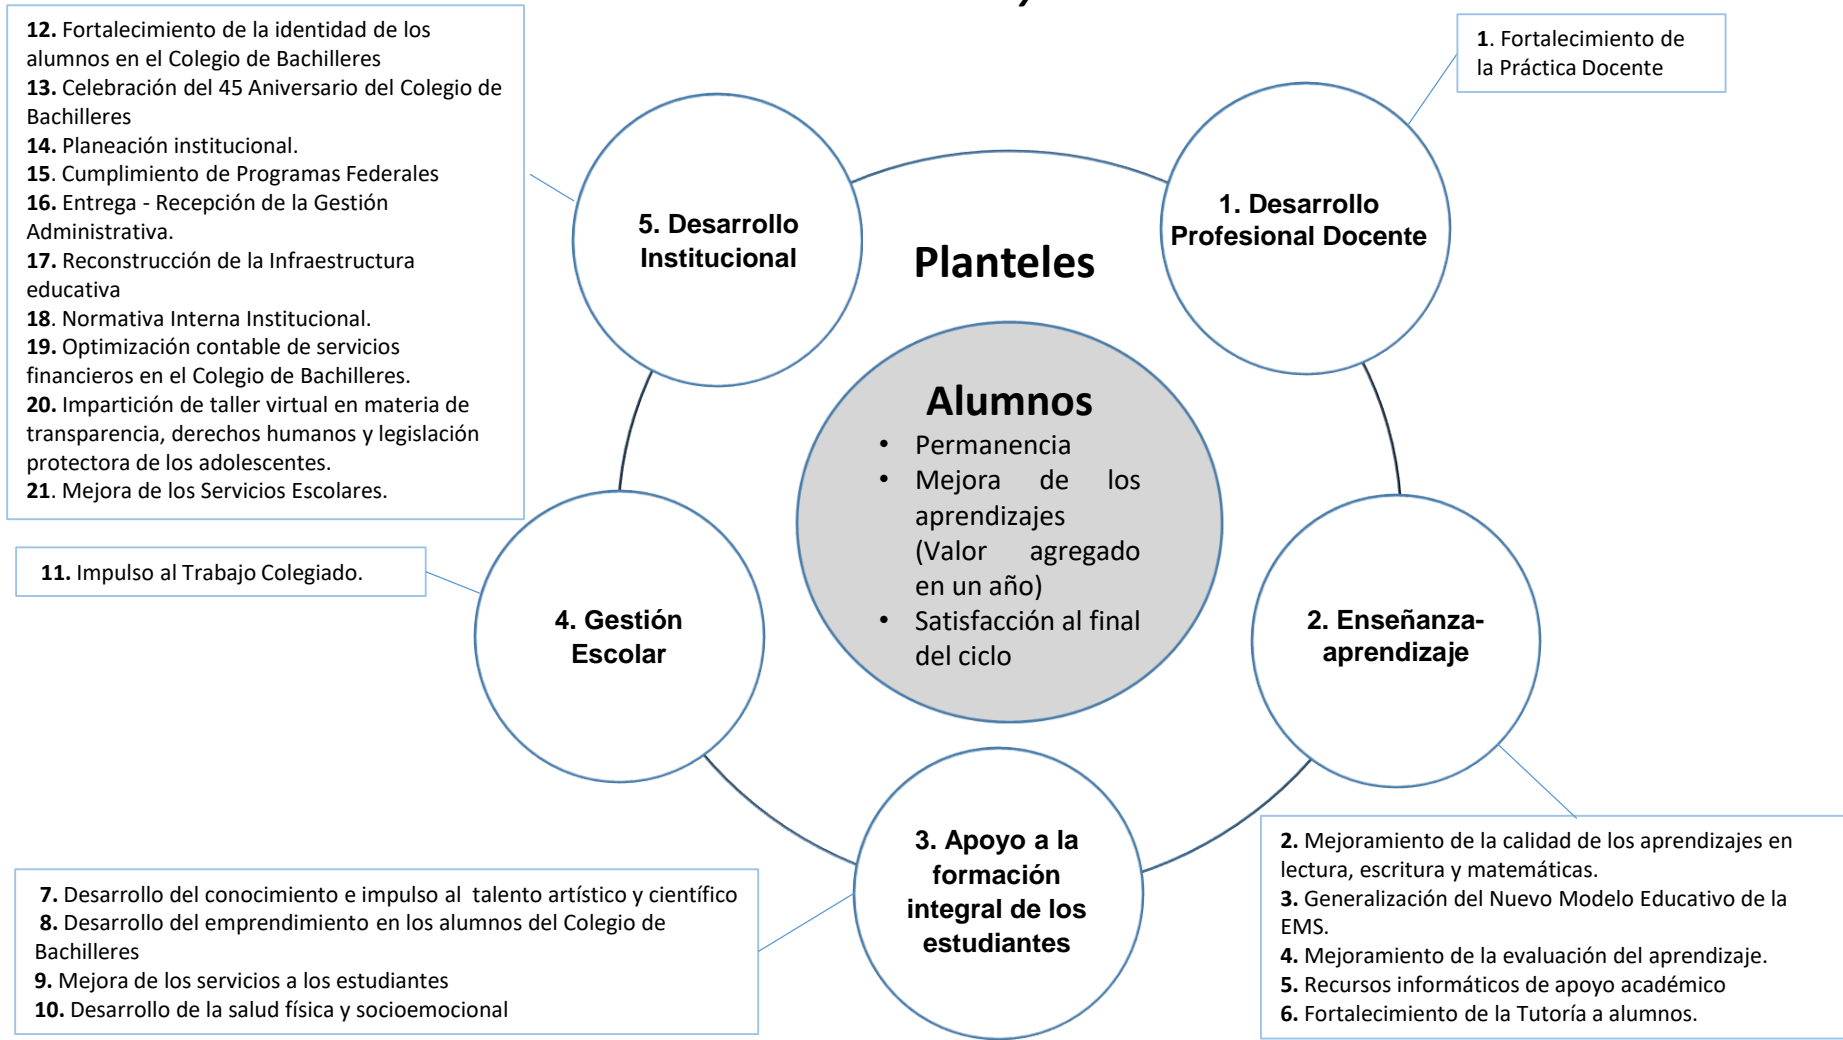 12. Fortalecimiento de la identidad de los
alumnos en el Colegio de Bachilleres
13. Celebración del 45 Aniversario del Colegio de
Bachilleres
14. Planeación institucional.
15. Cumplimiento de Programas Federales
16. Entrega - Recepción de la Gestión
Administrativa.
17. Reconstrucción de la Infraestructura
educativa
18. Normativa Interna Institucional.
19. Optimización contable de servicios
financieros en el Colegio de Bachilleres.
20. Impartición de taller virtual en materia de
transparencia, derechos humanos y legislación
protectora de los adolescentes.
21. Mejora de los Servicios Escolares.
1. Fortalecimiento de
la Práctica Docente
5. Desarrollo
Institucional
Planteles
1. Desarrollo
Profesional Docente
Alumnos
• Permanencia
• Mejora de los
aprendizajes
(Valor agregado
en un año)
• Satisfacción al final
del ciclo
11. Impulso al Trabajo Colegiado.
4. Gestión
Escolar
2. Enseñanza-
aprendizaje
3. Apoyo a la
formación
integral de los
estudiantes
7. Desarrollo del conocimiento e impulso al talento artístico y científico
8. Desarrollo del emprendimiento en los alumnos del Colegio de
Bachilleres
9. Mejora de los servicios a los estudiantes
10. Desarrollo de la salud física y socioemocional
2. Mejoramiento de la calidad de los aprendizajes en
lectura, escritura y matemáticas.
3. Generalización del Nuevo Modelo Educativo de la
EMS.
4. Mejoramiento de la evaluación del aprendizaje.
5. Recursos informáticos de apoyo académico
6. Fortalecimiento de la Tutoría a alumnos.